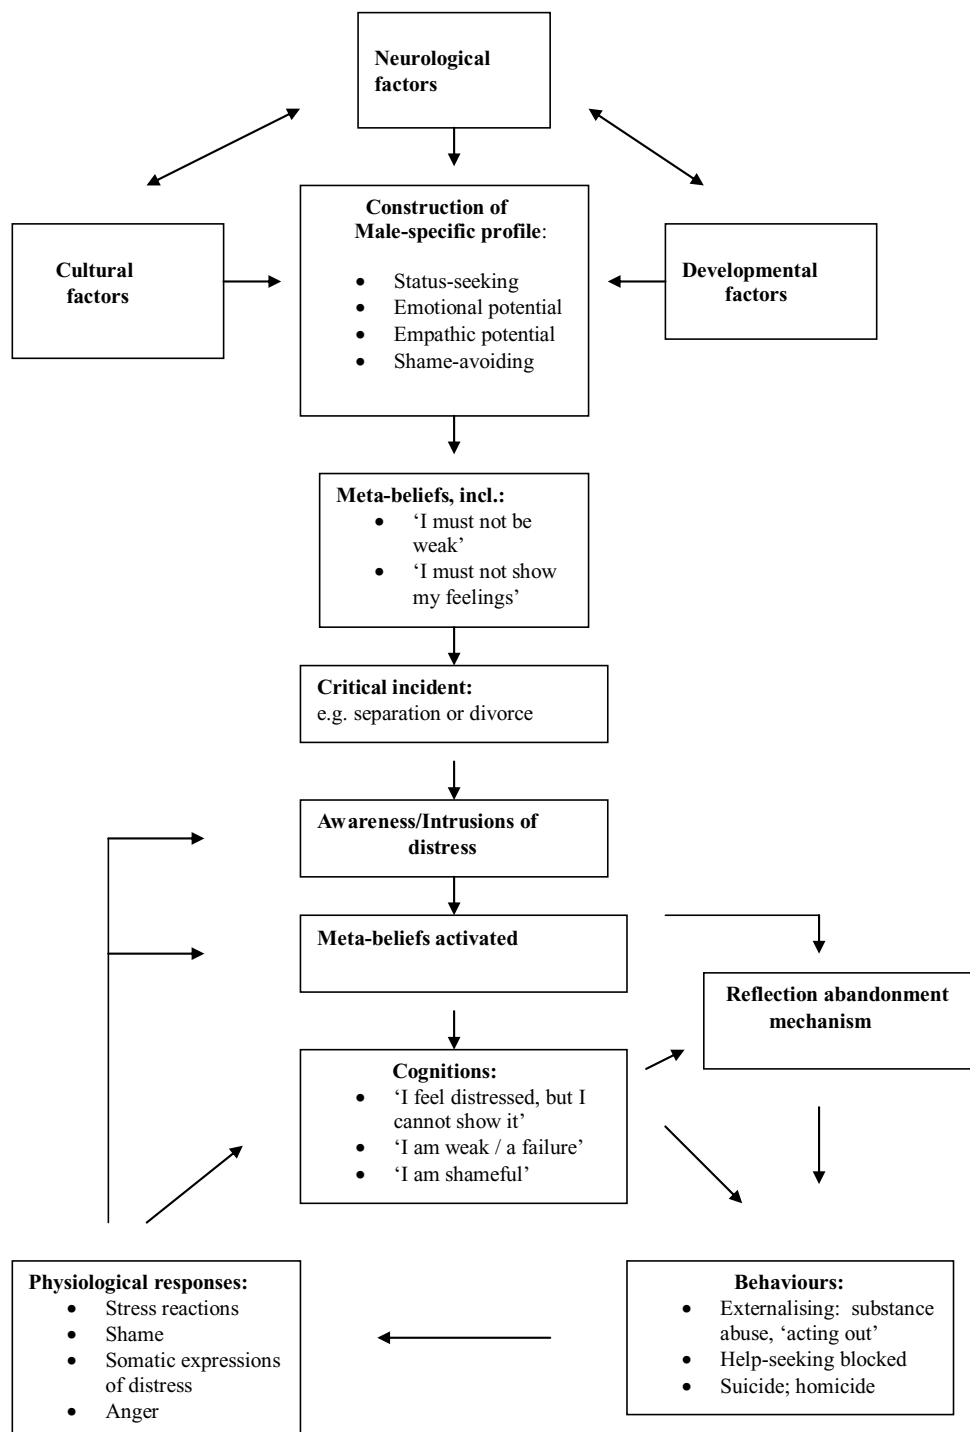 Neurological
factors
Construction of
Male-specific profile:
• Status-seeking
• Emotional potential
• Empathic potential
• Shame-avoiding
Cultural
factors
Developmental
factors
Meta-beliefs, incl.:
• ‘I must not be
weak’
• ‘I must not show
my feelings’
Critical incident:
e.g. separation or divorce
Awareness/Intrusions of
distress
Meta-beliefs activated
Reflection abandonment
mechanism
Cognitions:
• ‘I feel distressed, but I
cannot show it’
• ‘I am weak / a failure’
• ‘I am shameful’
Physiological responses:
• Stress reactions
• Shame
• Somatic expressions
of distress
• Anger
Behaviours:
• Externalising: substance
abuse, ‘acting out’
• Help-seeking blocked
• Suicide; homicide